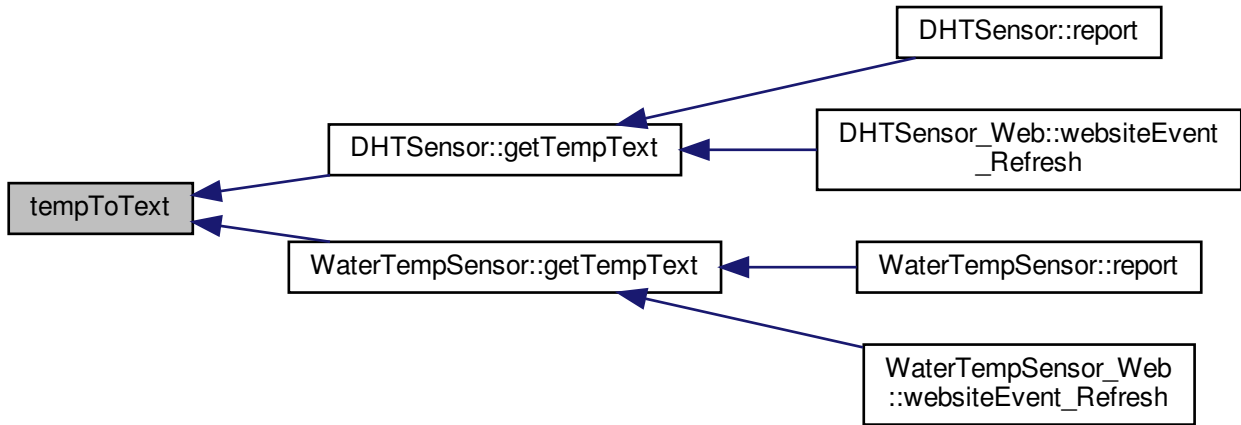 DHTSensor::report
DHTSensor::getTempText
DHTSensor_Web::websiteEvent
_Refresh
tempToText
WaterTempSensor::getTempText
WaterTempSensor::report
WaterTempSensor_Web
::websiteEvent_Refresh